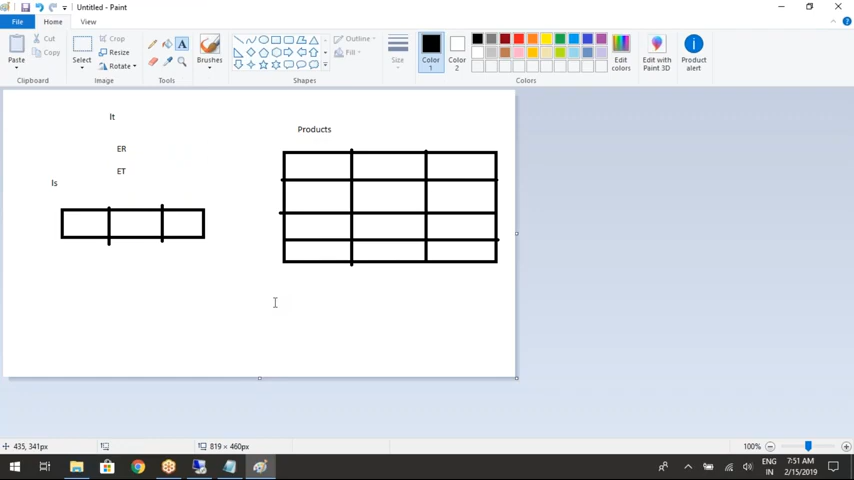 Untitled - Paint
File
Home
View
Paste
Cut
Copy
Clipboard
Select
Crop
Resize
Rotate
Image
A
Tools
Brushes
Outline
Fill
Shapes
Size
Color 1
Color 2
Edit colors
Colors
Edit with Paint 3D
Product alert
It
Products
ER
ET
Is
435, 341px
819 × 460px
100%
ENG
IN
7:51 AM
2/15/2019